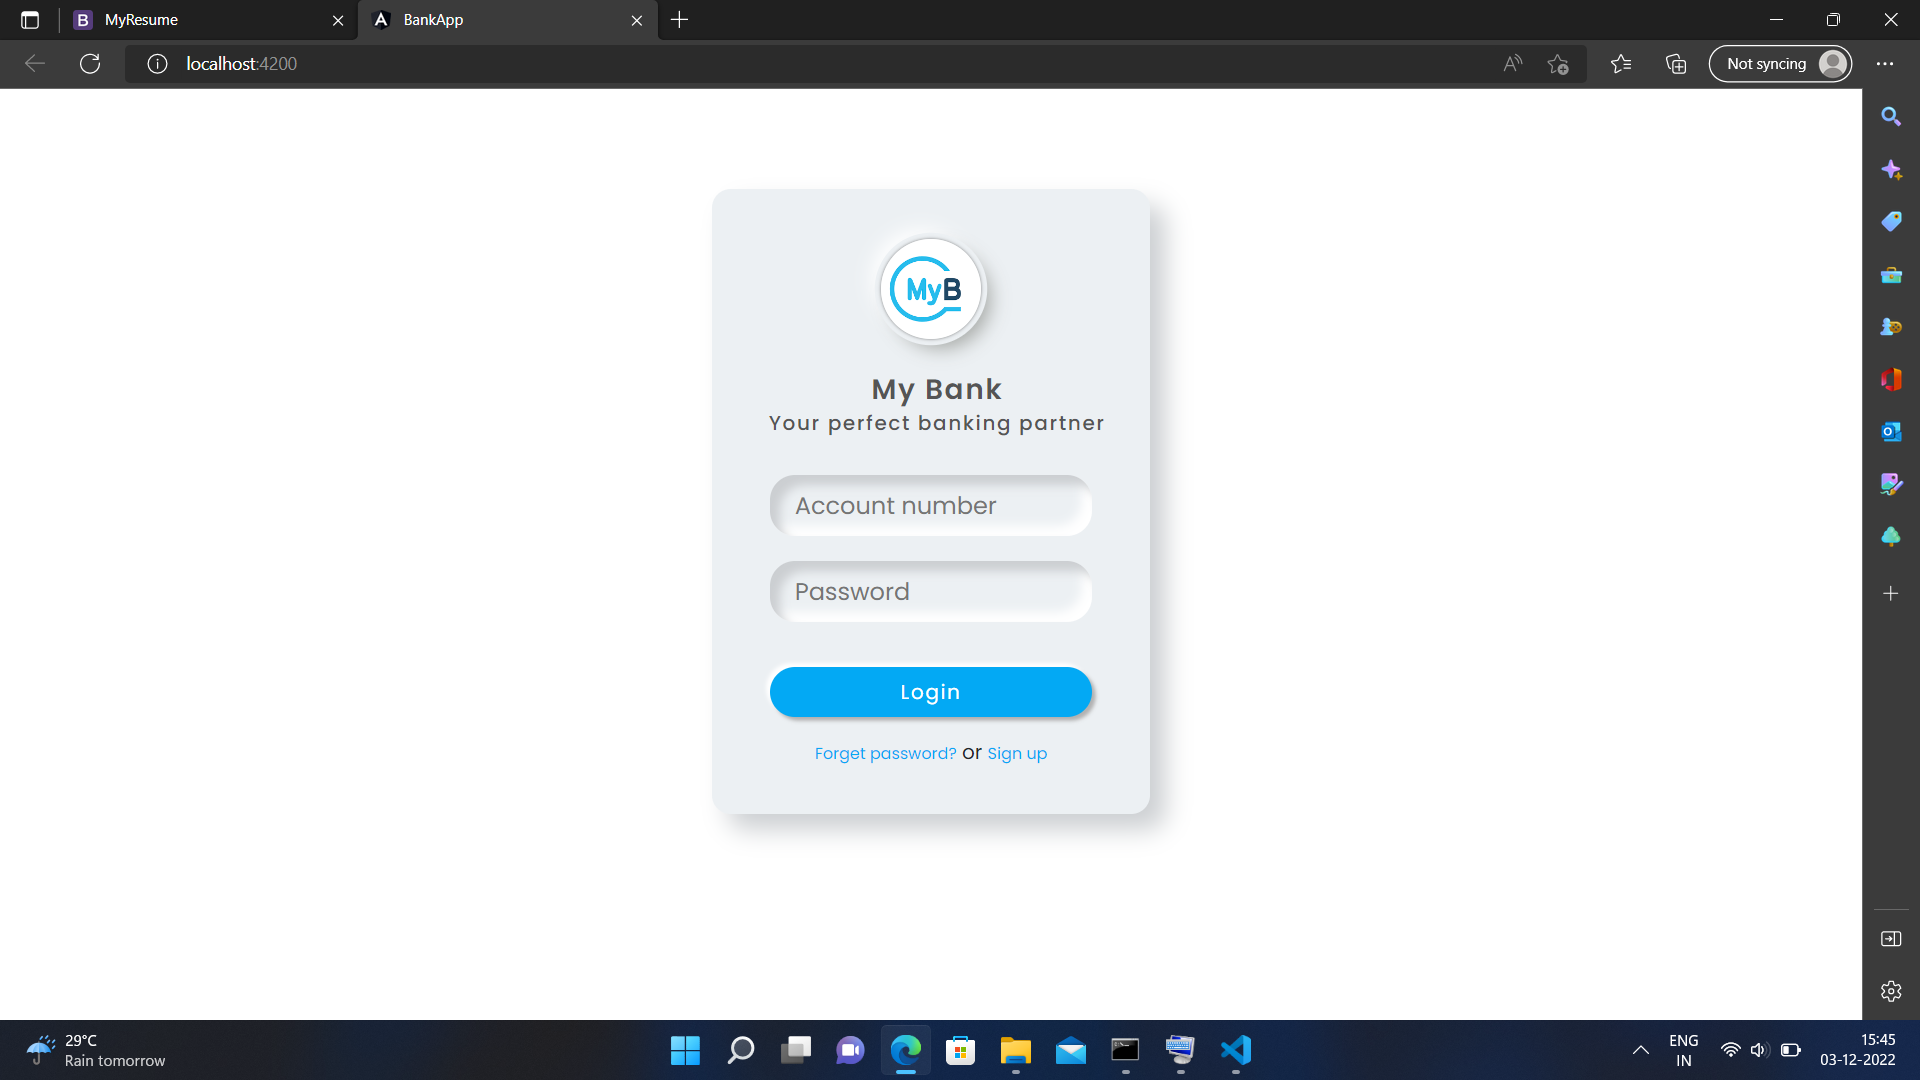 MyResume
BankApp
localhost:4200
Not syncing
MyB
My Bank
Your perfect banking partner
Account number
Password
Login
Forget password? or Sign up
29°C
Rain tomorrow
ENG
IN
15:45
03-12-2022